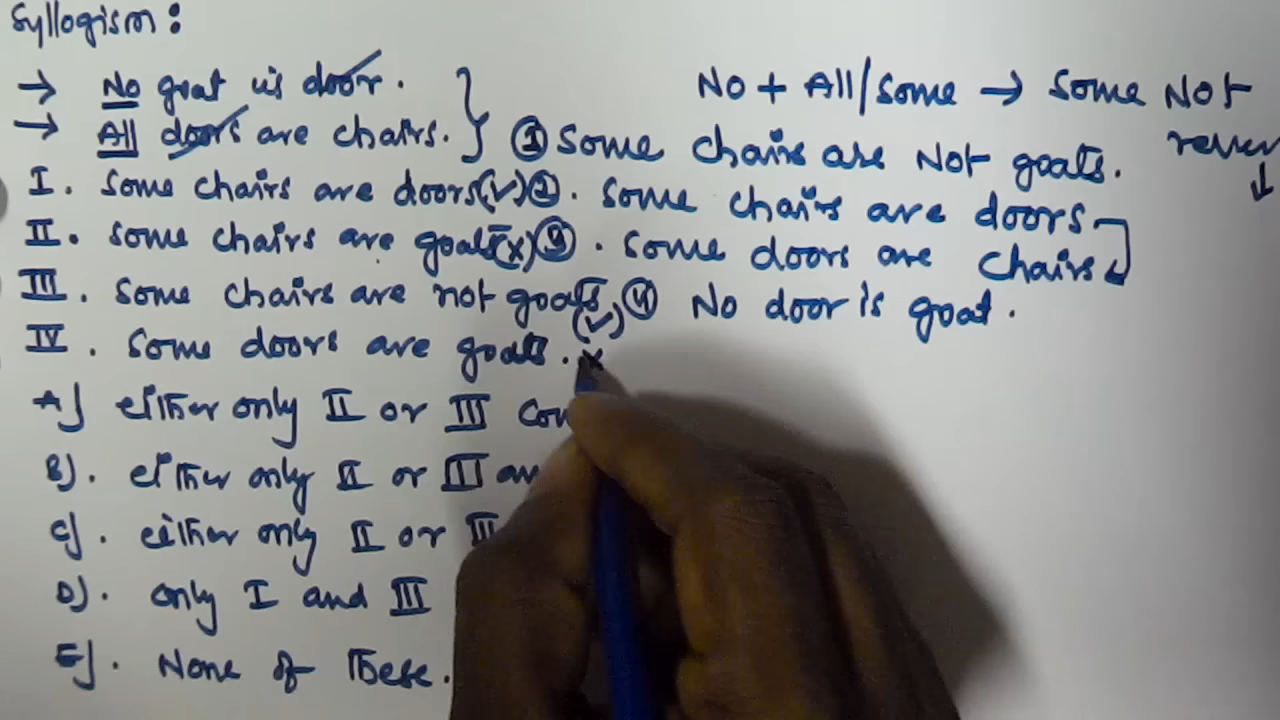 Syllogism:
→ No goat is door.
→ All doors are chairs.
No + All/Some → Some Not
rever
① Some chairs are Not goats.
I. Some chairs are doors(✓) ②. Some chairs are doors
II. Some chairs are goats(x) ③. Some doors are chairs
III. Some chairs are not goats, (✓) ④ No door is goat.
IV. Some doors are goats. x
A] either only II or III con
B]. either only II or III an
C]. either only II or III
D]. only I and III
E]. None of These.